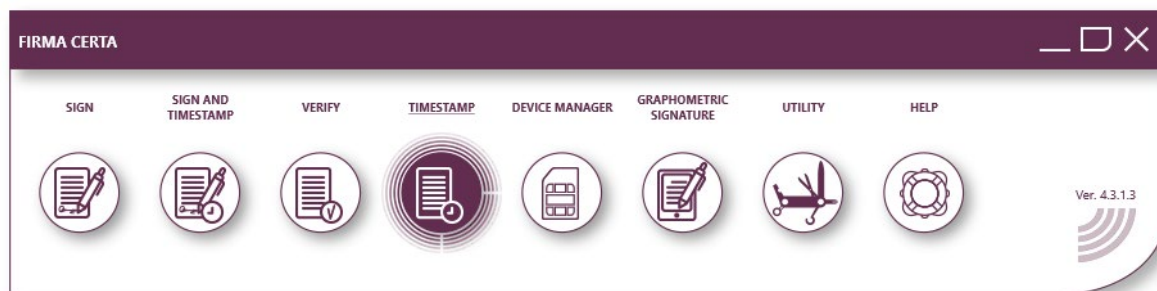 FIRMA CERTA
SIGN
SIGN AND
TIMESTAMP
VERIFY
TIMESTAMP
DEVICE MANAGER
GRAPHOMETRIC
SIGNATURE
UTILITY
HELP
Ver. 4.3.1.3